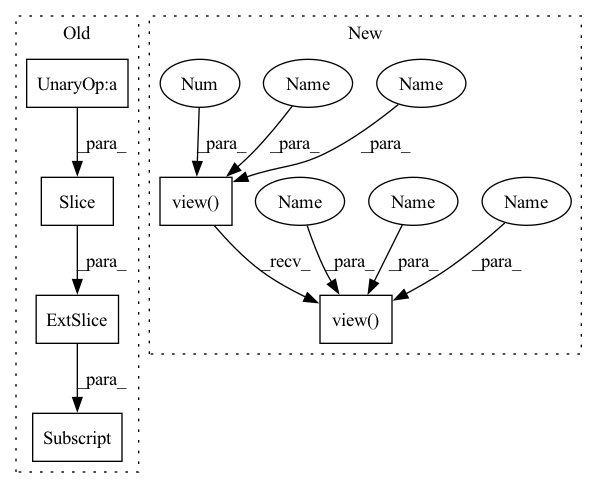 Old
New
UnaryOp:a
Num
Name
Name
_para_
_para_
_para_
_para_
Slice
view()
Name
Name
Name
_para_
_recv_
_para_
_para_
_para_
ExtSlice
view()
_para_
Subscript